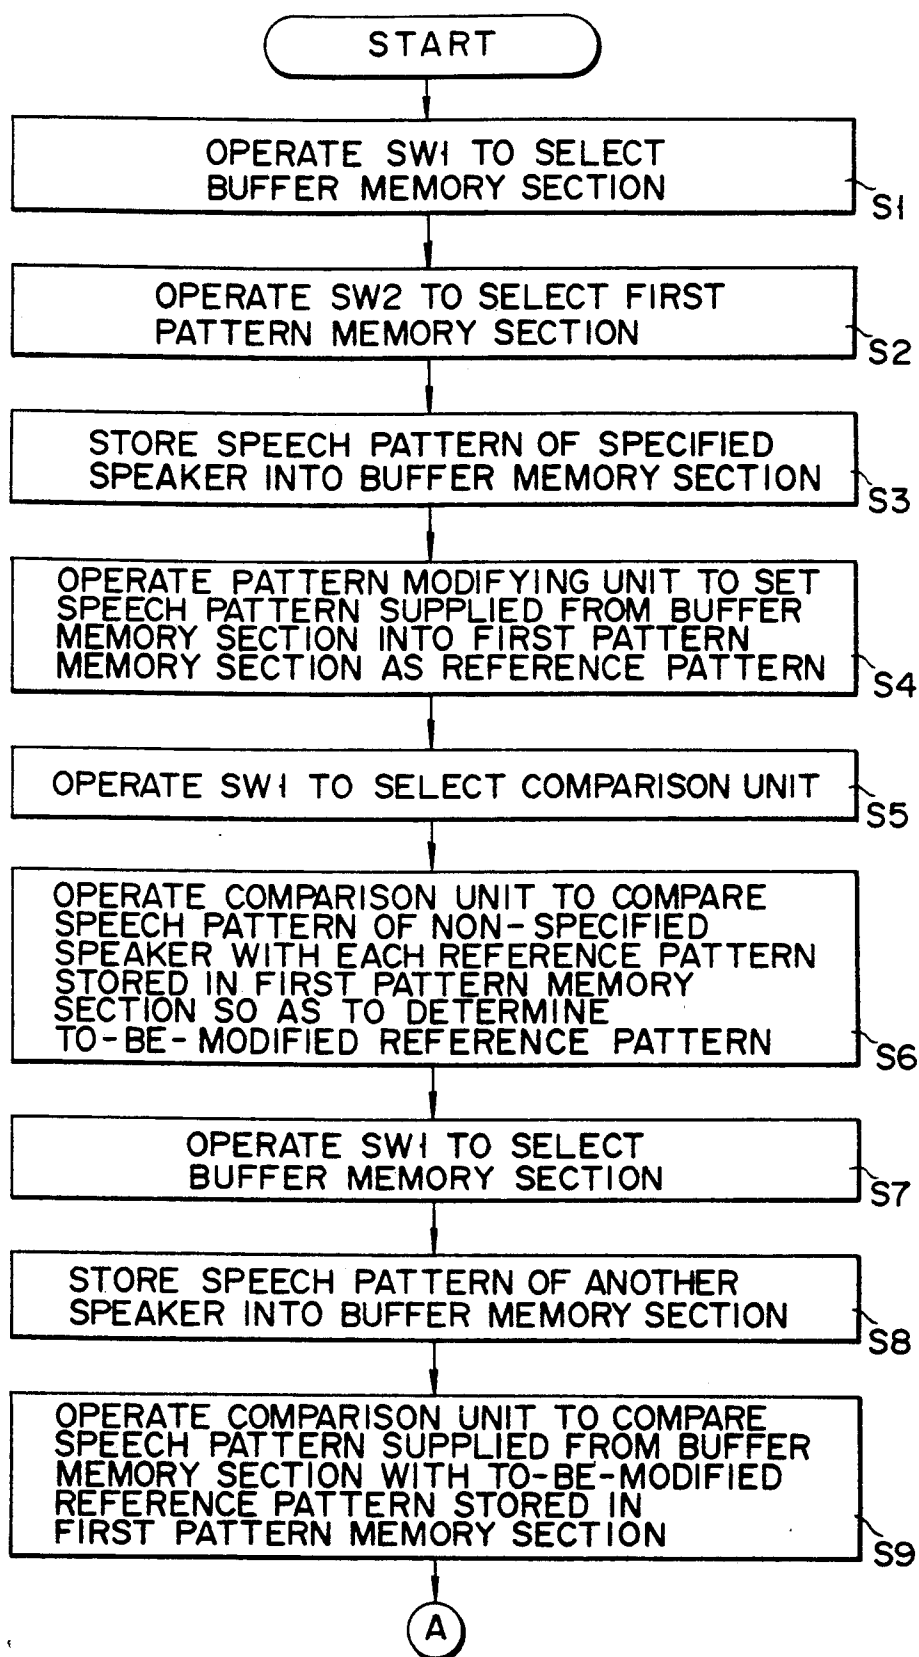 START
OPERATE SW1 TO SELECT
BUFFER MEMORY SECTION
S1
OPERATE SW2 TO SELECT FIRST
PATTERN MEMORY SECTION
S2
STORE SPEECH PATTERN OF SPECIFIED
SPEAKER INTO BUFFER MEMORY SECTION
S3
OPERATE PATTERN MODIFYING UNIT TO SET
SPEECH PATTERN SUPPLIED FROM BUFFER
MEMORY SECTION INTO FIRST PATTERN
MEMORY SECTION AS REFERENCE PATTERN
S4
OPERATE SW1 TO SELECT COMPARISON UNIT
S5
OPERATE COMPARISON UNIT TO COMPARE
SPEECH PATTERN OF NON-SPECIFIED
SPEAKER WITH EACH REFERENCE PATTERN
STORED IN FIRST PATTERN MEMORY
SECTION SO AS TO DETERMINE
TO-BE-MODIFIED REFERENCE PATTERN
S6
OPERATE SW1 TO SELECT
BUFFER MEMORY SECTION
S7
STORE SPEECH PATTERN OF ANOTHER
SPEAKER INTO BUFFER MEMORY SECTION
S8
OPERATE COMPARISON UNIT TO COMPARE
SPEECH PATTERN SUPPLIED FROM BUFFER
MEMORY SECTION WITH TO-BE-MODIFIED
REFERENCE PATTERN STORED IN
FIRST PATTERN MEMORY SECTION
S9
A